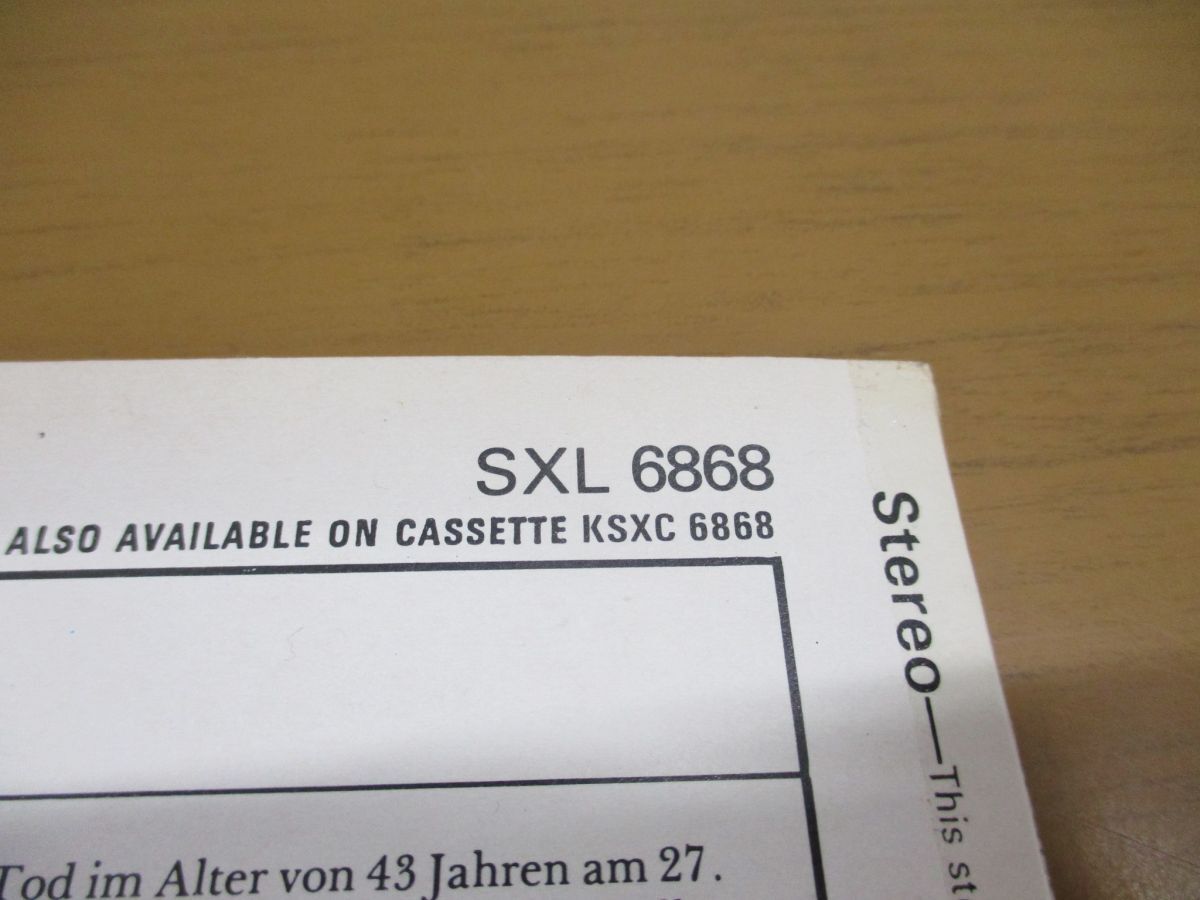 SXL 6868
ALSO AVAILABLE ON CASSETTE KSXC 6868
Tod im Alter von 43 Jahren am 27.
Stereo—This